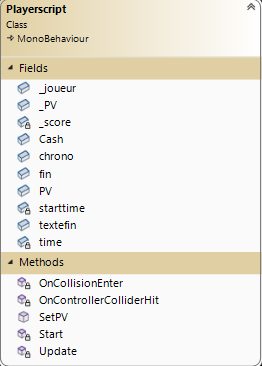 Playerscript
Class
MonoBehaviour
Fields
_joueur
_PV
_score
Cash
chrono
fin
PV
starttime
textefin
time
Methods
OnCollisionEnter
OnControllerColliderHit
SetPV
Start
Update